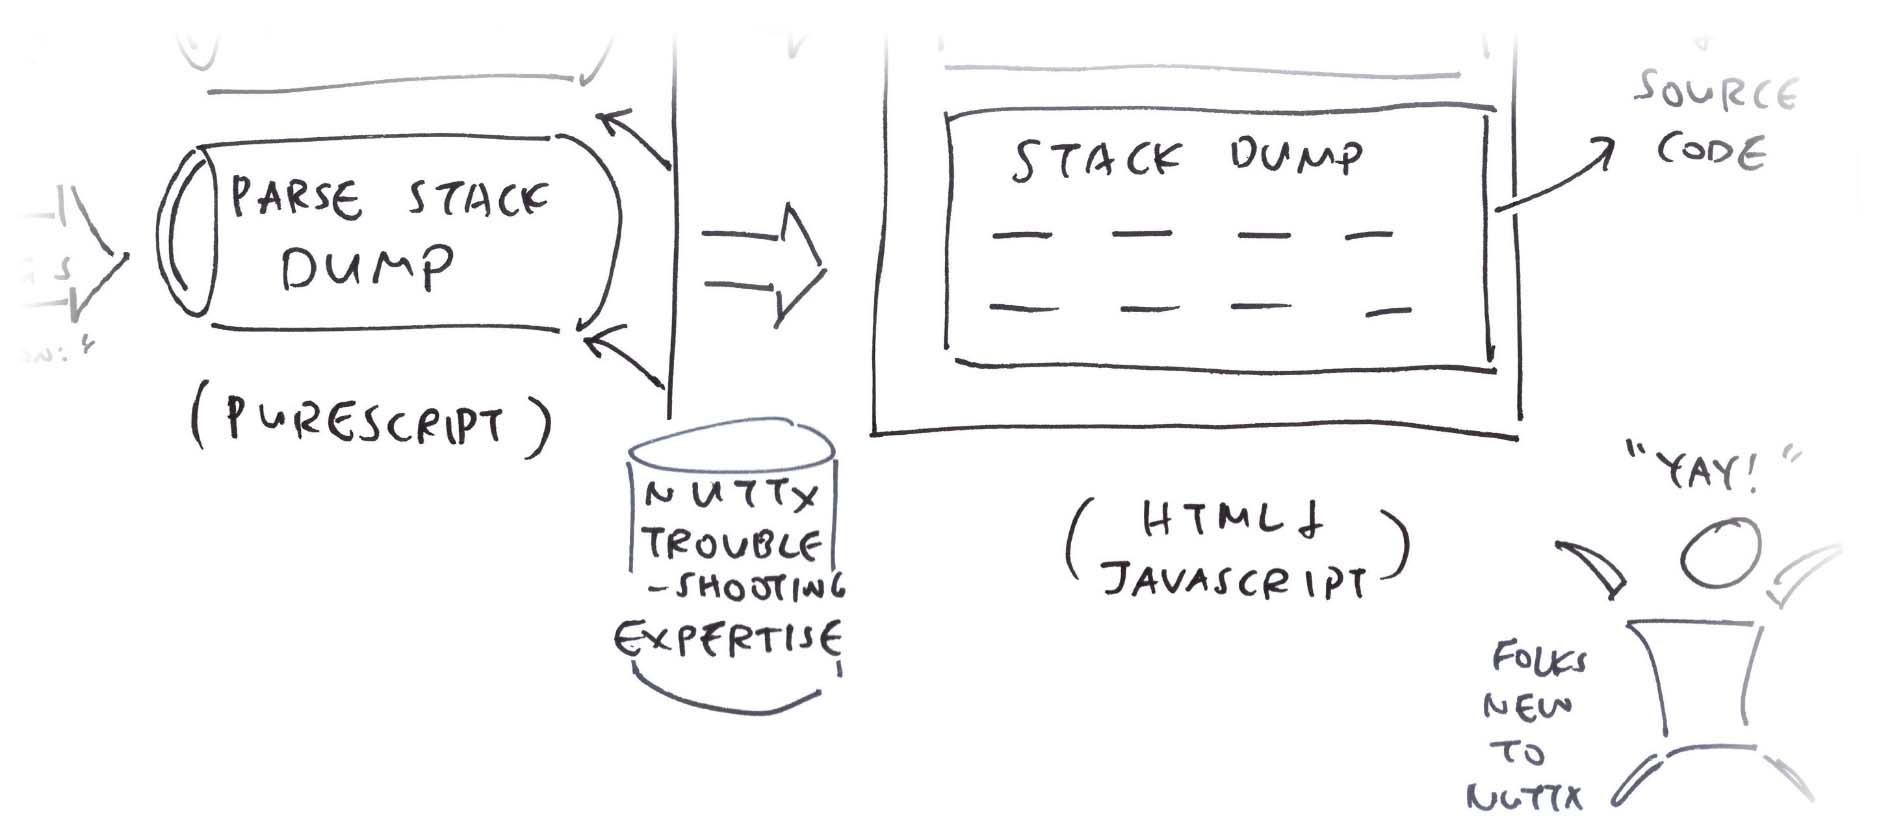 SOURCE
CODE
PARSE STACK
DUMP
STACK DUMP
(PURESCRIPT)
NUTTX
TROUBLE
-SHOOTING
EXPERTISE
(HTML &
JAVASCRIPT)
"YAY!"
FOLKS
NEW
TO
NUTTX